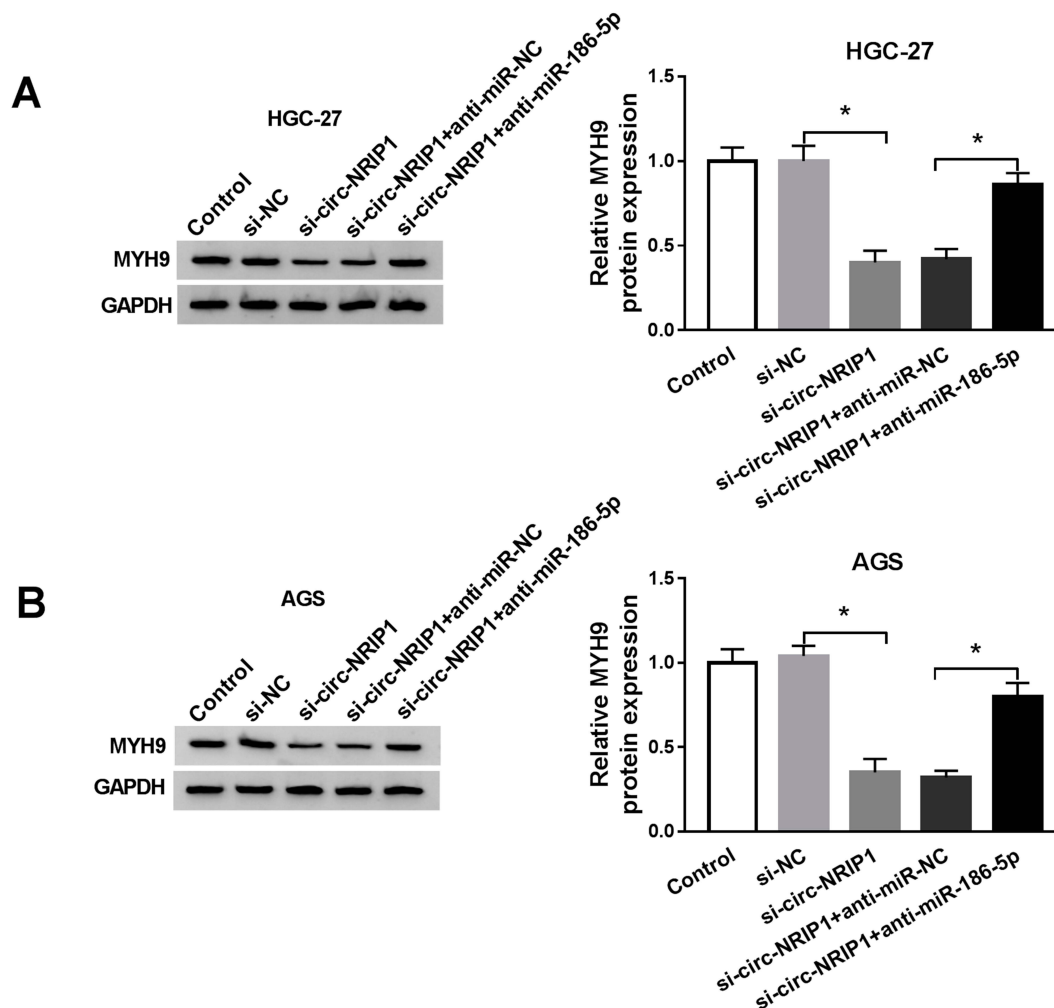 A
HGC-27
Control
si-NC
si-circ-NRIP1
si-circ-NRIP1+anti-miR-NC
si-circ-NRIP1+anti-miR-186-5p
MYH9
GAPDH
HGC-27
Relative MYH9
protein expression
1.5
1.0
0.5
0.0
*
*
Control
si-NC
si-circ-NRIP1
si-circ-NRIP1+anti-miR-NC
si-circ-NRIP1+anti-miR-186-5p
B
AGS
Control
si-NC
si-circ-NRIP1
si-circ-NRIP1+anti-miR-NC
si-circ-NRIP1+anti-miR-186-5p
MYH9
GAPDH
AGS
Relative MYH9
protein expression
1.5
1.0
0.5
0.0
*
*
Control
si-NC
si-circ-NRIP1
si-circ-NRIP1+anti-miR-NC
si-circ-NRIP1+anti-miR-186-5p